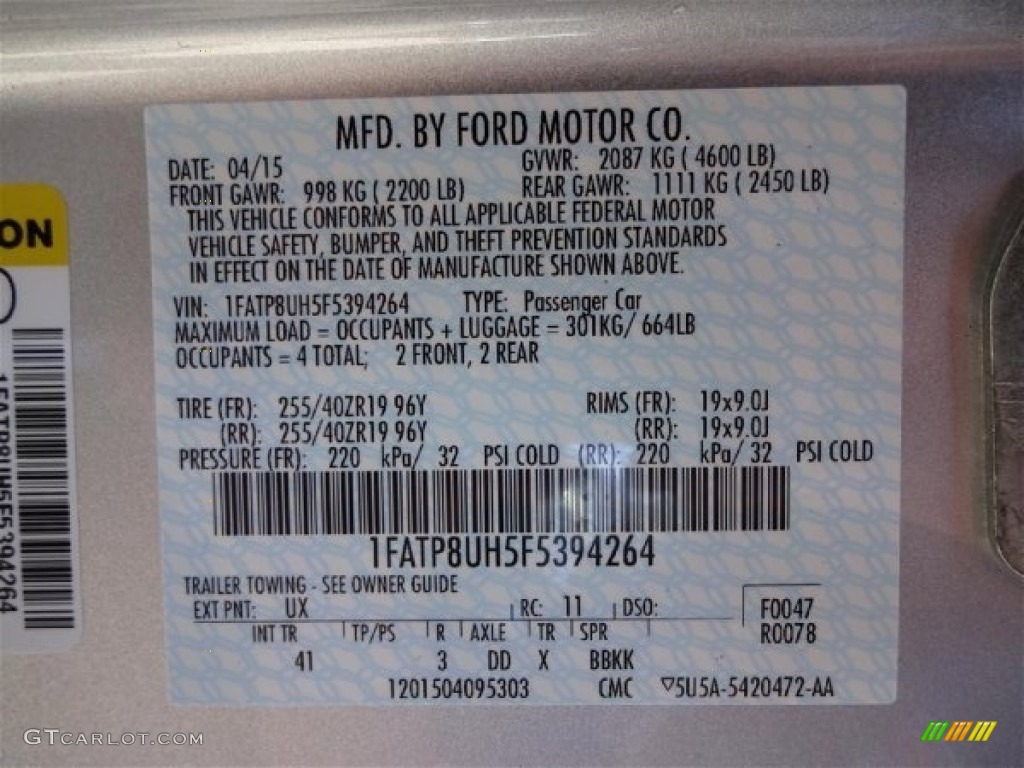 MFD. BY FORD MOTOR CO.
DATE: 04/15 GVWR: 2087 KG ( 4600 LB)
FRONT GAWR: 998 KG ( 2200 LB) REAR GAWR: 1111 KG ( 2450 LB)
THIS VEHICLE CONFORMS TO ALL APPLICABLE FEDERAL MOTOR
VEHICLE SAFETY, BUMPER, AND THEFT PREVENTION STANDARDS
IN EFFECT ON THE DATE OF MANUFACTURE SHOWN ABOVE.
VIN: 1FATP8UH5F5394264 TYPE: Passenger Car
MAXIMUM LOAD = OCCUPANTS + LUGGAGE = 301KG/ 664LB
OCCUPANTS = 4 TOTAL; 2 FRONT, 2 REAR
TIRE (FR): 255/40ZR19 96Y RIMS (FR): 19x9.0J
(RR): 255/40ZR19 96Y (RR): 19x9.0J
PRESSURE (FR): 220 kPa/ 32 PSI COLD (RR): 220 kPa/ 32 PSI COLD
1FATP8UH5F5394264
TRAILER TOWING - SEE OWNER GUIDE
EXT PNT: UX RC: 11 DSO: F0047
INT TR TP/PS R AXLE TR SPR R0078
41 3 DD X BBKK
1201504095303 CMC ▽5U5A-5420472-AA
ON
1FATP8UH5F5394264
GTCARLOT.COM